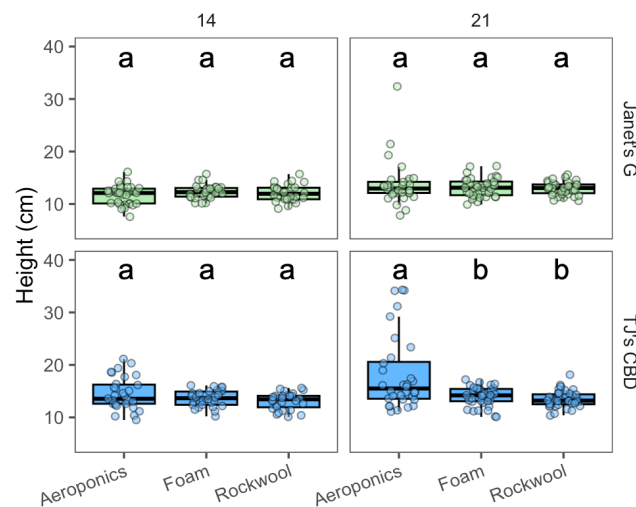 14 21
40
30
20
10
a a a
a a a
Janet's G
Height (cm)
40
30
20
10
a a a
a b b
TJ's CBD
Aeroponics Foam Rockwool
Aeroponics Foam Rockwool